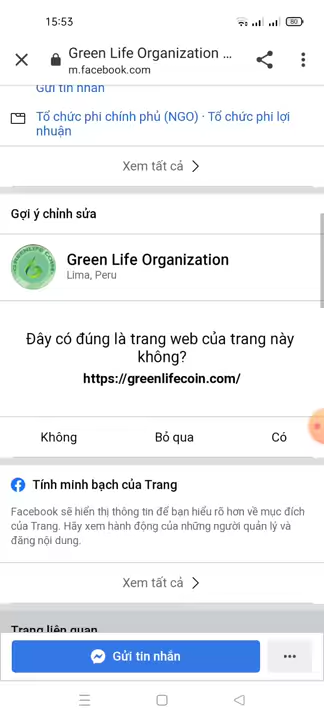 15:53
80
Green Life Organization ...
m.facebook.com
Gửi tin nhắn
Tổ chức phi chính phủ (NGO) · Tổ chức phi lợi
nhuận
Xem tất cả
Gợi ý chỉnh sửa
Green Life Organization
Lima, Peru
Đây có đúng là trang web của trang này
không?
https://greenlifecoin.com/
Không
Bỏ qua
Có
Tính minh bạch của Trang
Facebook sẽ hiển thị thông tin để bạn hiểu rõ hơn về mục đích
của Trang. Hãy xem hành động của những người quản lý và
đăng nội dung.
Xem tất cả
Trang liên quan
Gửi tin nhắn